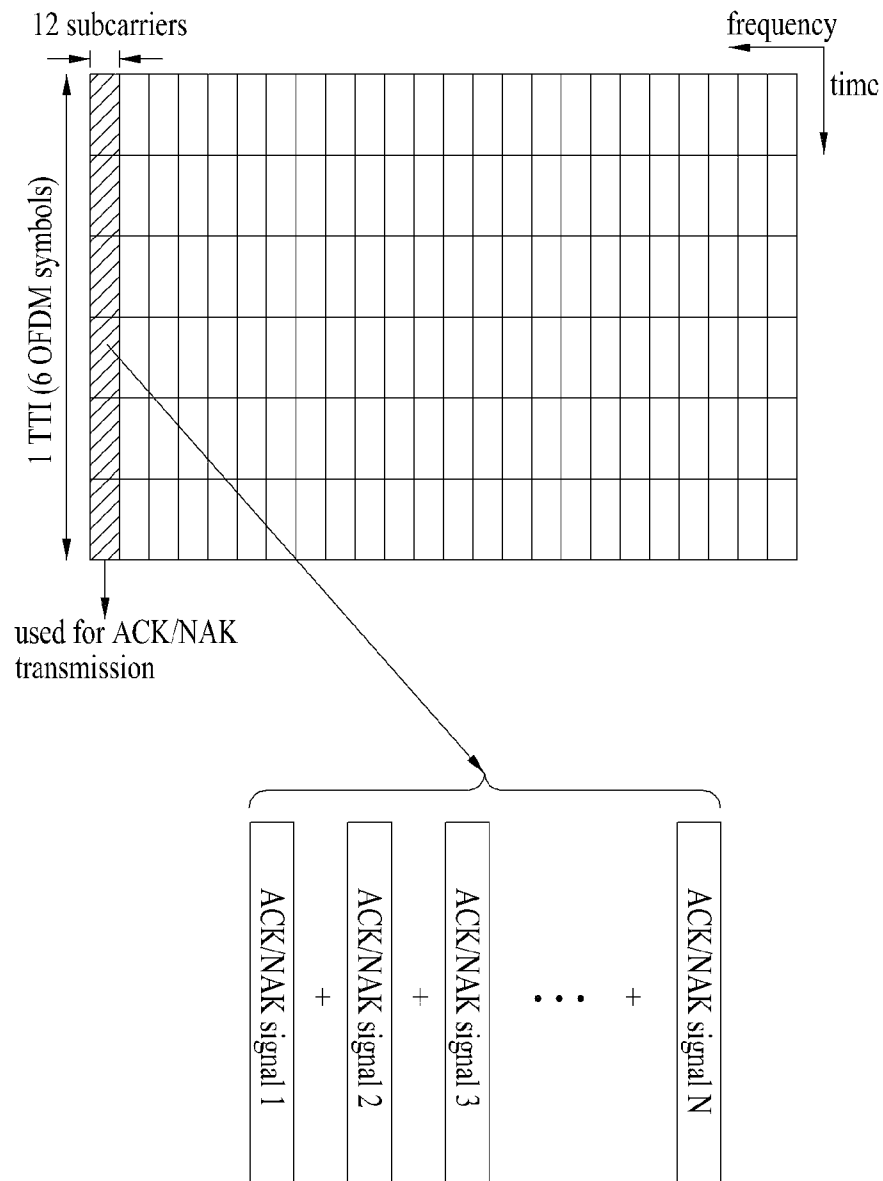 12 subcarriers
frequency
timc
1 TTI (6 OFDM symbols)
used for ACK/NAK
transmission
ACK/NAK signal 1
+
ACK/NAK signal 2
+
ACK/NAK signal 3
• • •
+
ACK/NAK signal N